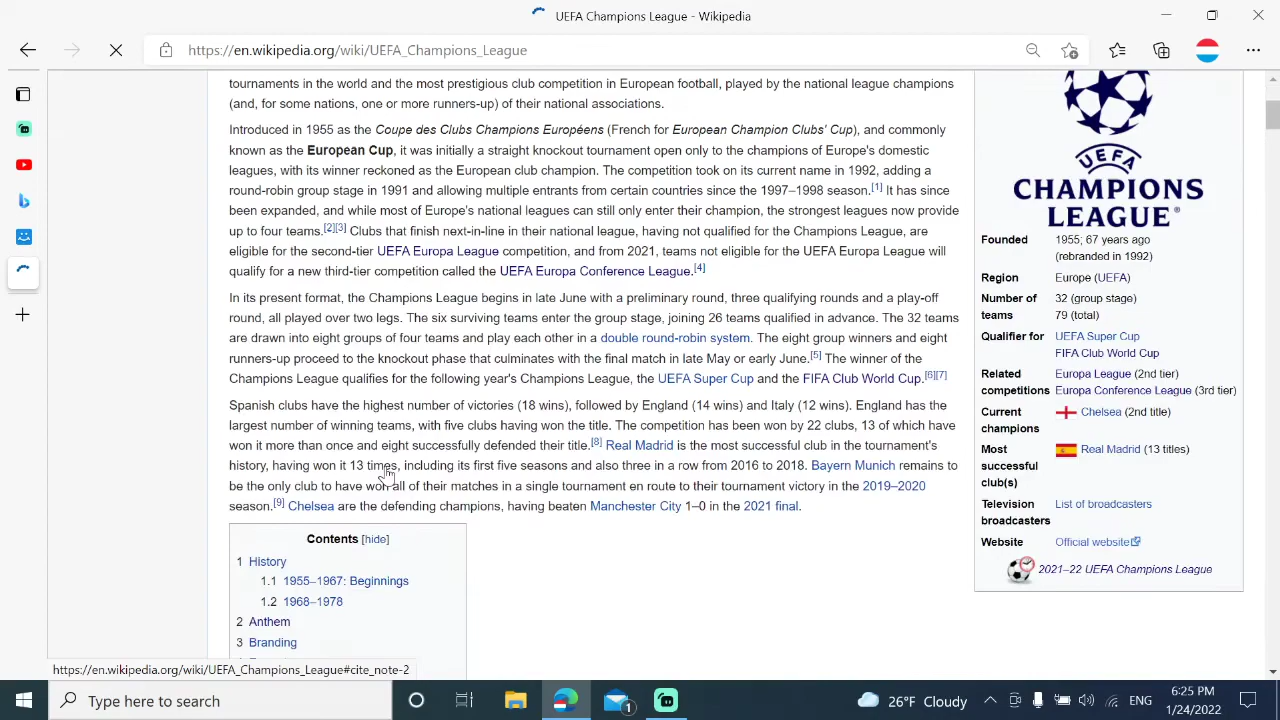 UEFA Champions League - Wikipedia
https://en.wikipedia.org/wiki/UEFA_Champions_League
tournaments in the world and the most prestigious club competition in European football, played by the national league champions
(and, for some nations, one or more runners-up) of their national associations.
Introduced in 1955 as the Coupe des Clubs Champions Européens (French for European Champion Clubs' Cup), and commonly
known as the European Cup, it was initially a straight knockout tournament open only to the champions of Europe's domestic
leagues, with its winner reckoned as the European club champion. The competition took on its current name in 1992, adding a
round-robin group stage in 1991 and allowing multiple entrants from certain countries since the 1997–1998 season.[1] It has since
been expanded, and while most of Europe's national leagues can still only enter their champion, the strongest leagues now provide
up to four teams.[2][3] Clubs that finish next-in-line in their national league, having not qualified for the Champions League, are
eligible for the second-tier UEFA Europa League competition, and from 2021, teams not eligible for the UEFA Europa League will
qualify for a new third-tier competition called the UEFA Europa Conference League.[4]
In its present format, the Champions League begins in late June with a preliminary round, three qualifying rounds and a play-off
round, all played over two legs. The six surviving teams enter the group stage, joining 26 teams qualified in advance. The 32 teams
are drawn into eight groups of four teams and play each other in a double round-robin system. The eight group winners and eight
runners-up proceed to the knockout phase that culminates with the final match in late May or early June.[5] The winner of the
Champions League qualifies for the following year's Champions League, the UEFA Super Cup and the FIFA Club World Cup.[6][7]
Spanish clubs have the highest number of victories (18 wins), followed by England (14 wins) and Italy (12 wins). England has the
largest number of winning teams, with five clubs having won the title. The competition has been won by 22 clubs, 13 of which have
won it more than once and eight successfully defended their title.[8] Real Madrid is the most successful club in the tournament's
history, having won it 13 times, including its first five seasons and also three in a row from 2016 to 2018. Bayern Munich remains to
be the only club to have won all of their matches in a single tournament en route to their tournament victory in the 2019–2020
season.[9] Chelsea are the defending champions, having beaten Manchester City 1–0 in the 2021 final.
Contents [hide]
1 History
1.1 1955–1967: Beginnings
1.2 1968–1978
2 Anthem
3 Branding
UEFA
CHAMPIONS
LEAGUE®
Founded 1955; 67 years ago
(rebranded in 1992)
Region Europe (UEFA)
Number of 32 (group stage)
teams 79 (total)
Qualifier for UEFA Super Cup
FIFA Club World Cup
Related Europa League (2nd tier)
competitions Europa Conference League (3rd tier)
Current Chelsea (2nd title)
champions
Most Real Madrid (13 titles)
successful
club(s)
Television List of broadcasters
broadcasters
Website Official website
2021–22 UEFA Champions League
https://en.wikipedia.org/wiki/UEFA_Champions_League#cite_note-2
Type here to search
1
26°F Cloudy
ENG
6:25 PM
1/24/2022